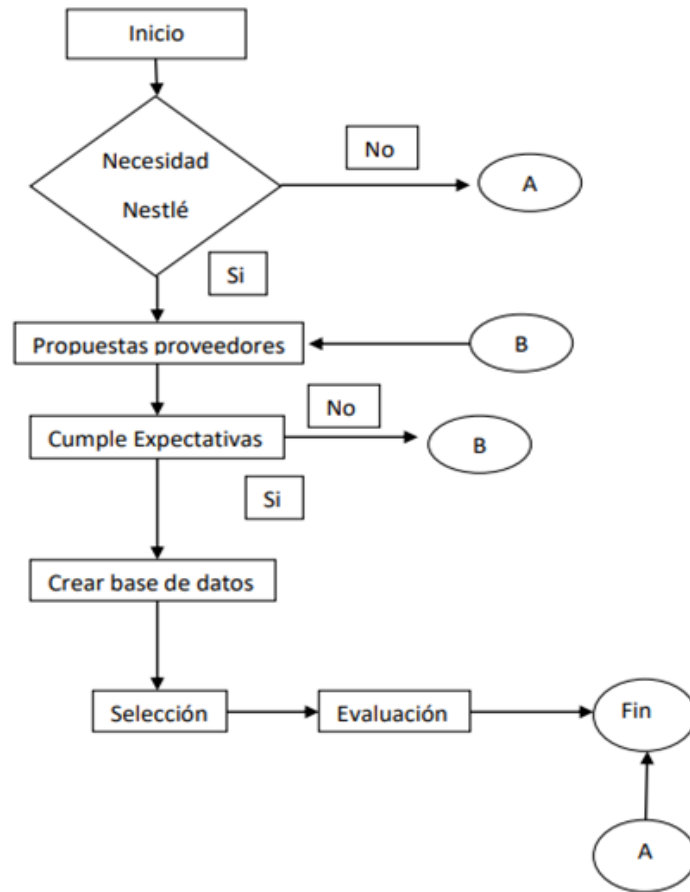 Inicio
Necesidad
Nestlé
No
A
Si
Propuestas proveedores
B
No
Cumple Expectativas
B
Si
Crear base de datos
Selección
Evaluación
Fin
A